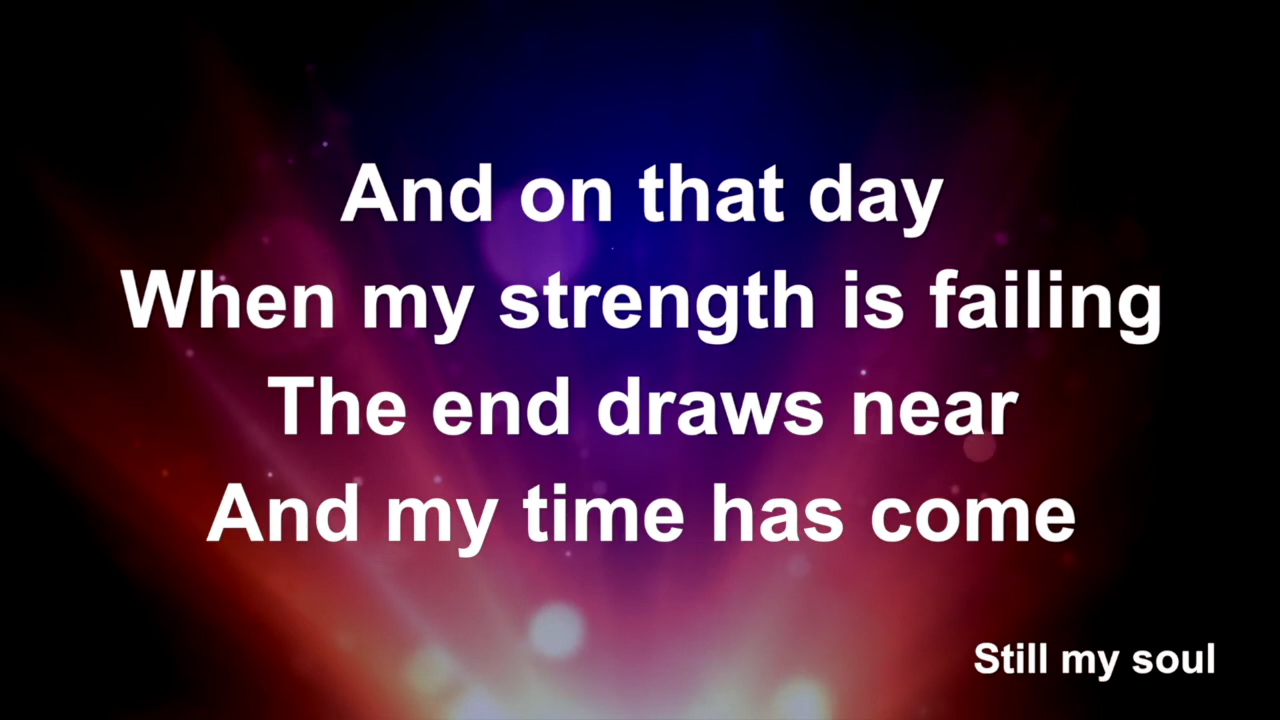 And on that day
When my strength is failing
The end draws near
And my time has come
Still my soul